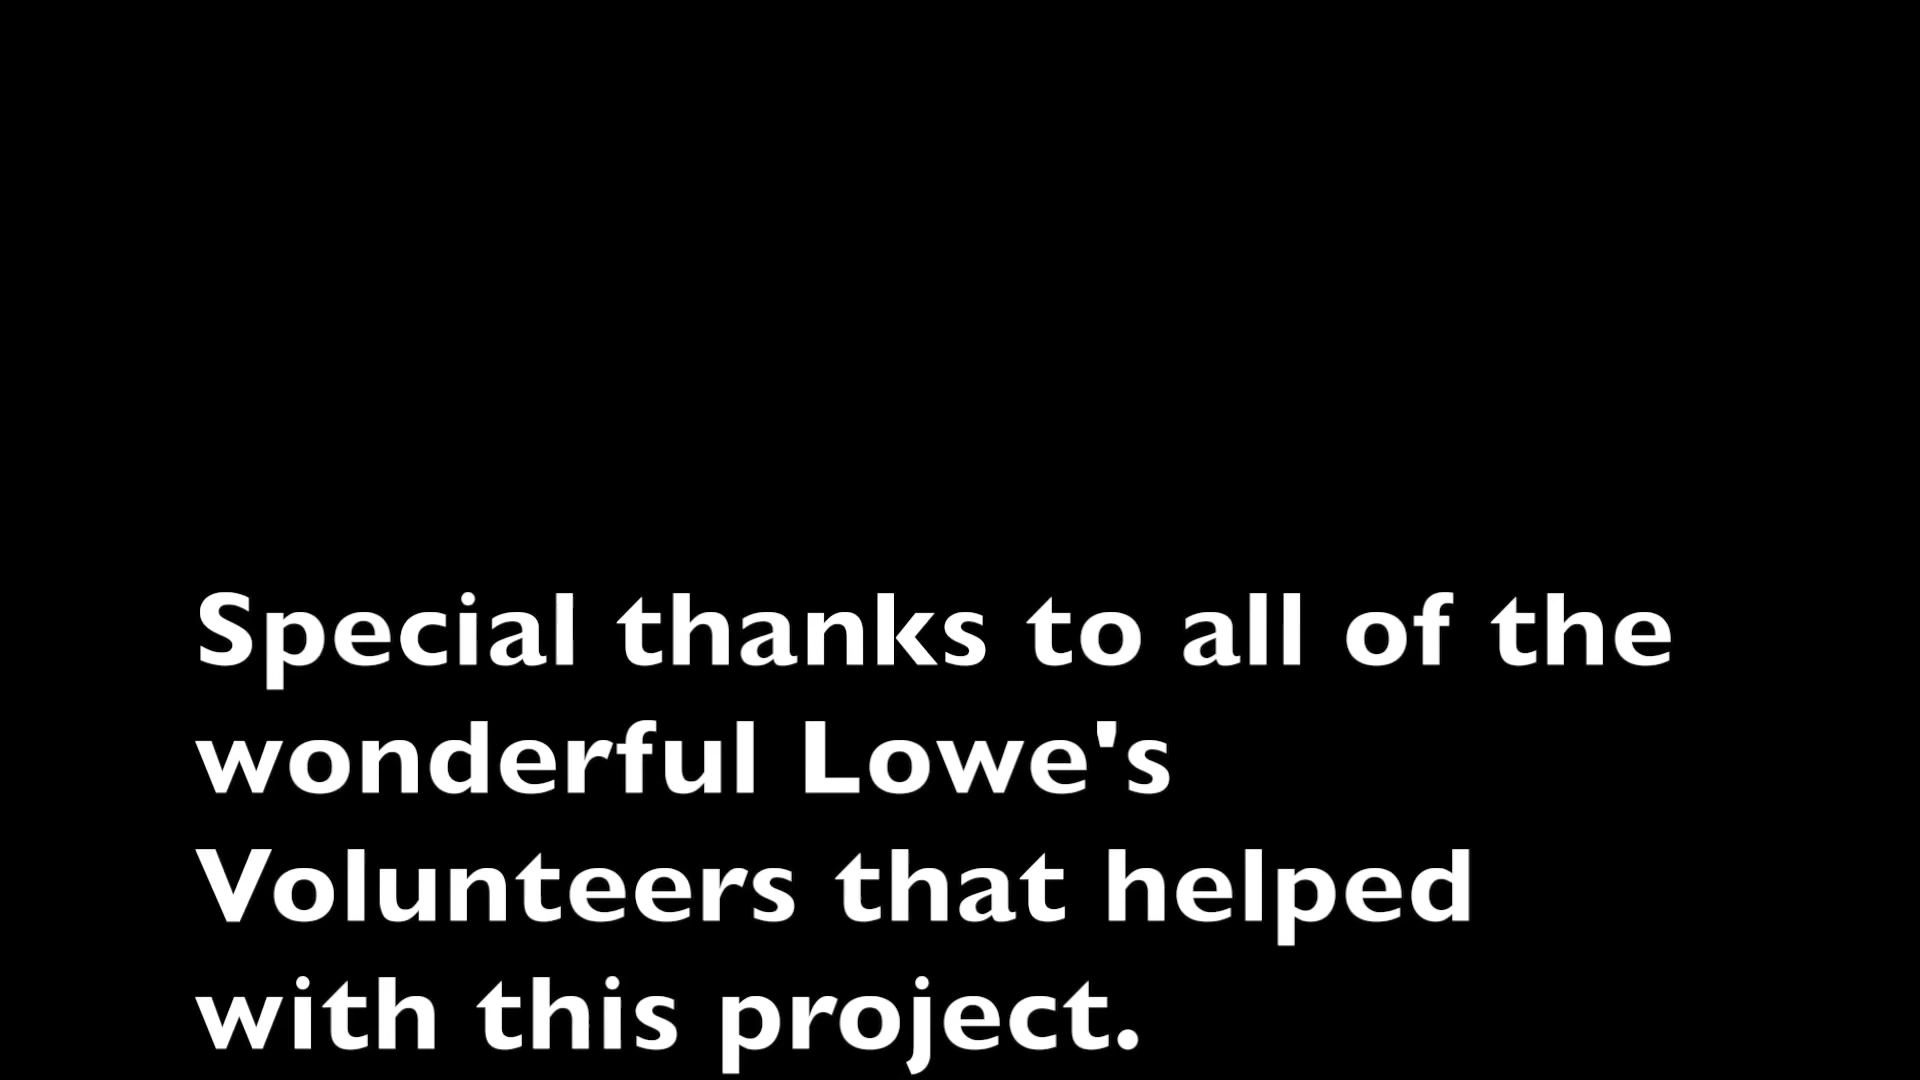 Special thanks to all of the
wonderful Lowe's
Volunteers that helped
with this project.